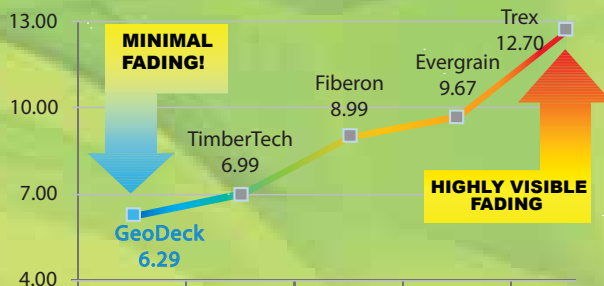 13.00
10.00
7.00
4.00
MINIMAL
FADING!
GeoDeck
6.29
TimberTech
6.99
Fiberon
8.99
Evergrain
9.67
Trex
12.70
HIGHLY VISIBLE
FADING